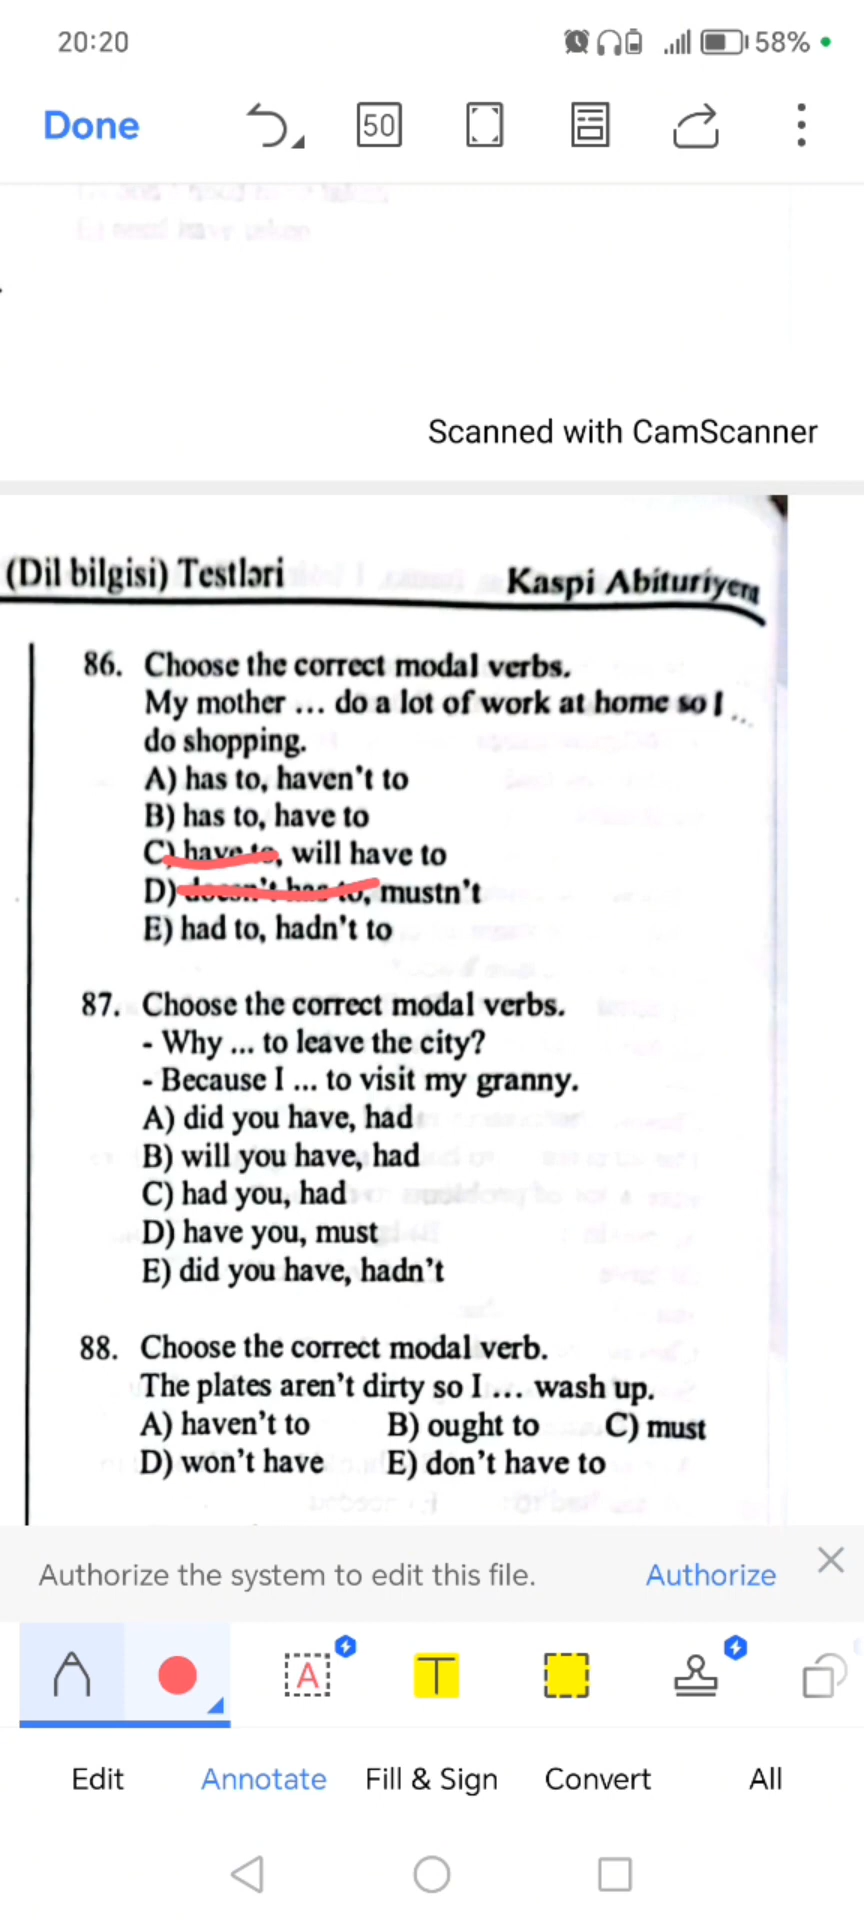 20:20
58%
Done
50
Scanned with CamScanner
(Dil bilgisi) Testləri Kaspi Abituriyent
86. Choose the correct modal verbs.
My mother ... do a lot of work at home so I ...
do shopping.
A) has to, haven't to
B) has to, have to
C) have to, will have to
D) doesn't has to, mustn't
E) had to, hadn't to
87. Choose the correct modal verbs.
- Why ... to leave the city?
- Because I ... to visit my granny.
A) did you have, had
B) will you have, had
C) had you, had
D) have you, must
E) did you have, hadn't
88. Choose the correct modal verb.
The plates aren't dirty so I ... wash up.
A) haven't to B) ought to C) must
D) won't have E) don't have to
Authorize the system to edit this file. Authorize
A T
Edit Annotate Fill & Sign Convert All